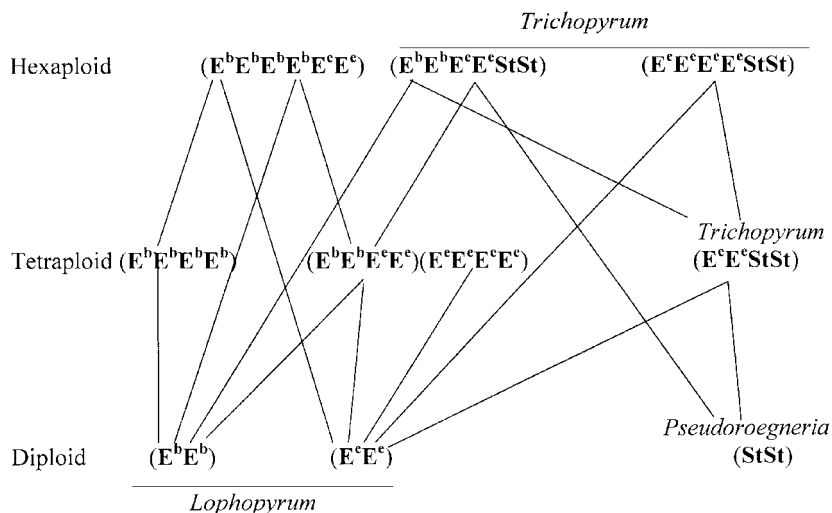 Trichopyrum
Hexaploid (EᵇEᵇEᵇEᵇEᵉEᵉ) (EᵇEᵇEᵉEᵉStSt) (EᵉEᵉEᵉEᵉStSt)
Trichopyrum
Tetraploid (EᵇEᵇEᵇEᵇ) (EᵇEᵇEᵉEᵉ)(EᵉEᵉEᵉEᵉ) (EᵉEᵉStSt)
Pseudoroegneria
Diploid (EᵇEᵇ) (EᵉEᵉ) (StSt)
Lophopyrum